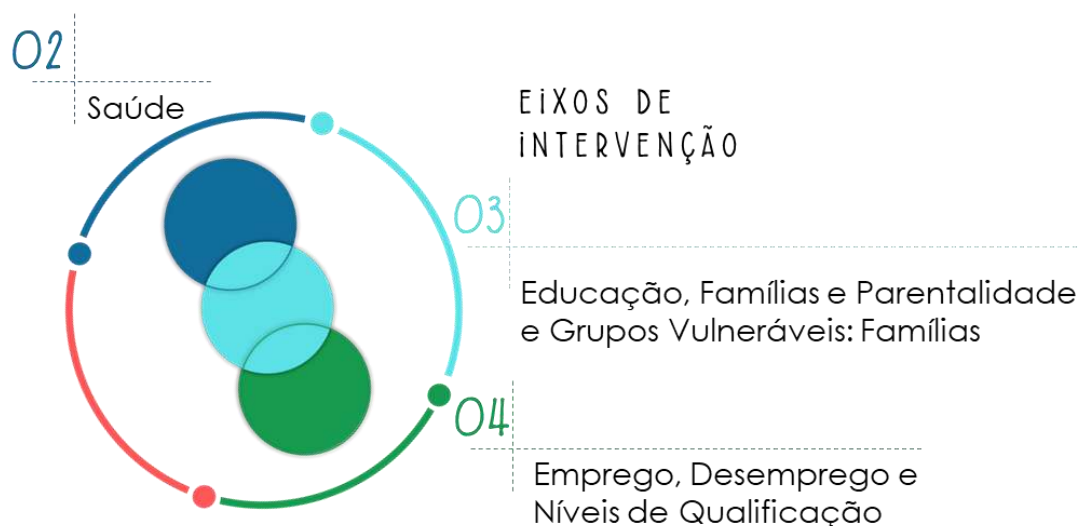 02
Saúde
EiXOS DE
iNTERVENÇÃO
03
Educação, Famílias e Parentalidade
e Grupos Vulneráveis: Famílias
04
Emprego, Desemprego e
Níveis de Qualificação